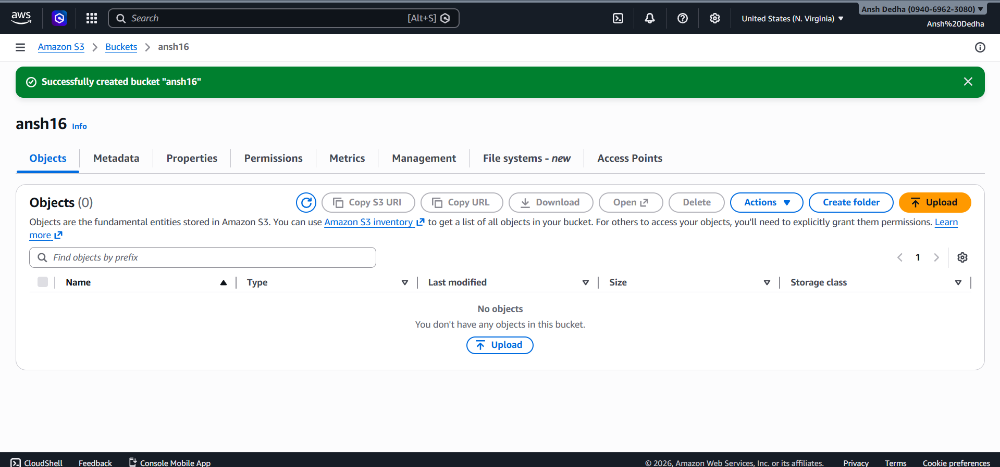 aws
Search [Alt+S]
United States (N. Virginia)
Ansh Dedha (0940-6962-3080)
Ansh%20Dedha
Amazon S3 Buckets ansh16
Successfully created bucket "ansh16"
ansh16 Info
Objects Metadata Properties Permissions Metrics Management File systems - new Access Points
Objects (0) Copy S3 URI Copy URL Download Open Delete Actions Create folder Upload
Objects are the fundamental entities stored in Amazon S3. You can use Amazon S3 inventory to get a list of all objects in your bucket. For others to access your objects, you'll need to explicitly grant them permissions. Learn
more
Find objects by prefix 1
Name Type Last modified Size Storage class
No objects
You don't have any objects in this bucket.
Upload
CloudShell Feedback Console Mobile App © 2026, Amazon Web Services, Inc. or its affiliates. Privacy Terms Cookie preferences